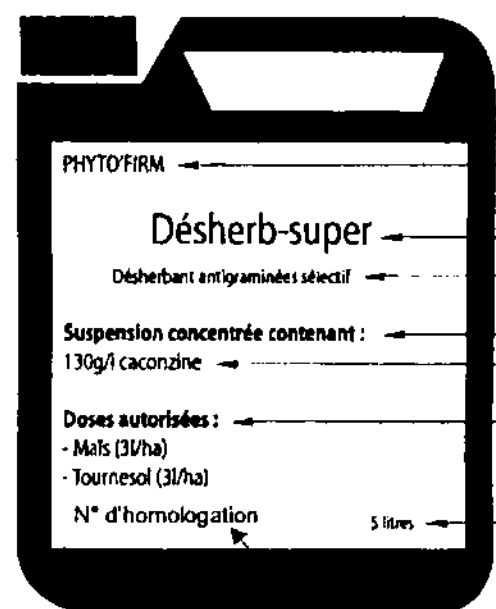 PHYTO'FIRM
Désherb-super
Désherbant antigraminées sélectif
Suspension concentrée contenant :
130g/l caconzine
Doses autorisées :
- Maïs (3l/ha)
- Tournesol (3l/ha)
N° d'homologation
5 litres